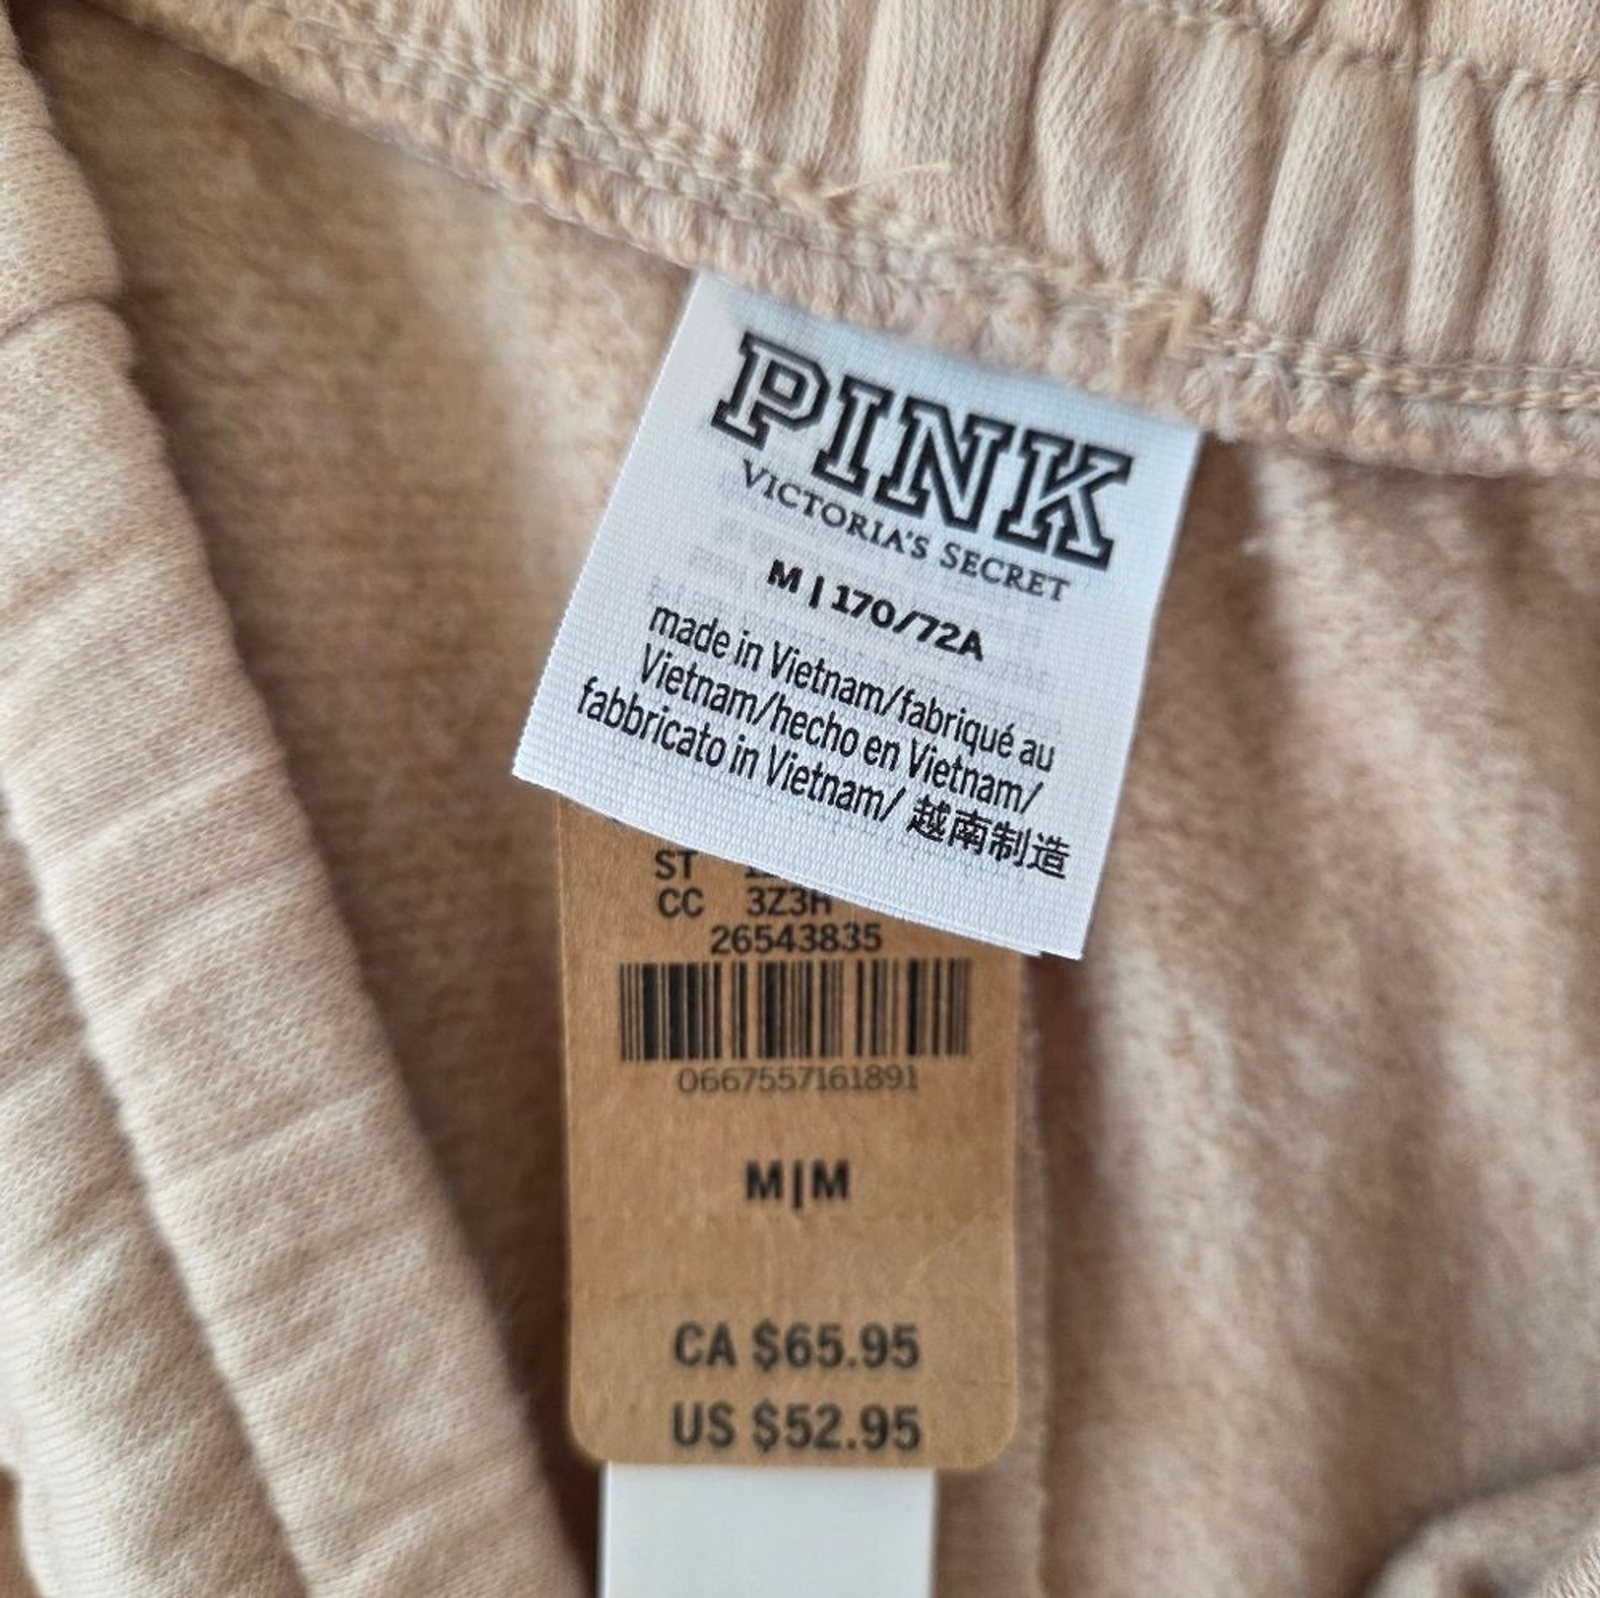 PINK
VICTORIA'S SECRET
M | 170/72A
made in Vietnam/fabriqué au
Vietnam/hecho en Vietnam/
fabbricato in Vietnam/ 越南制造
ST
CC 3Z3H
26543835
0667557161891
M|M
CA $65.95
US $52.95